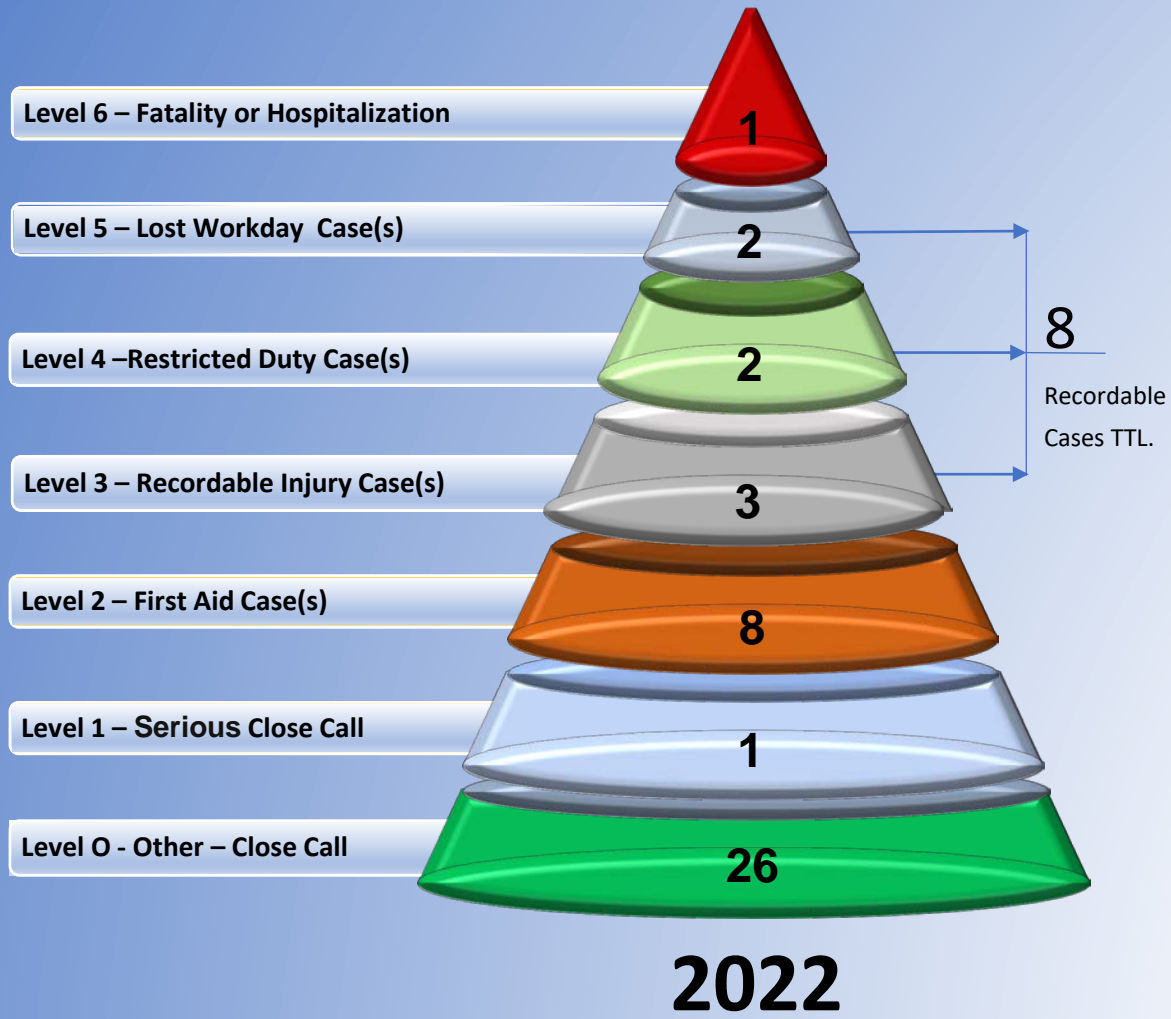 Level 6 – Fatality or Hospitalization
1
Level 5 – Lost Workday Case(s)
2
Level 4 –Restricted Duty Case(s)
2
8
Recordable
Cases TTL.
Level 3 – Recordable Injury Case(s)
3
Level 2 – First Aid Case(s)
8
Level 1 – Serious Close Call
1
Level O - Other – Close Call
26
2022